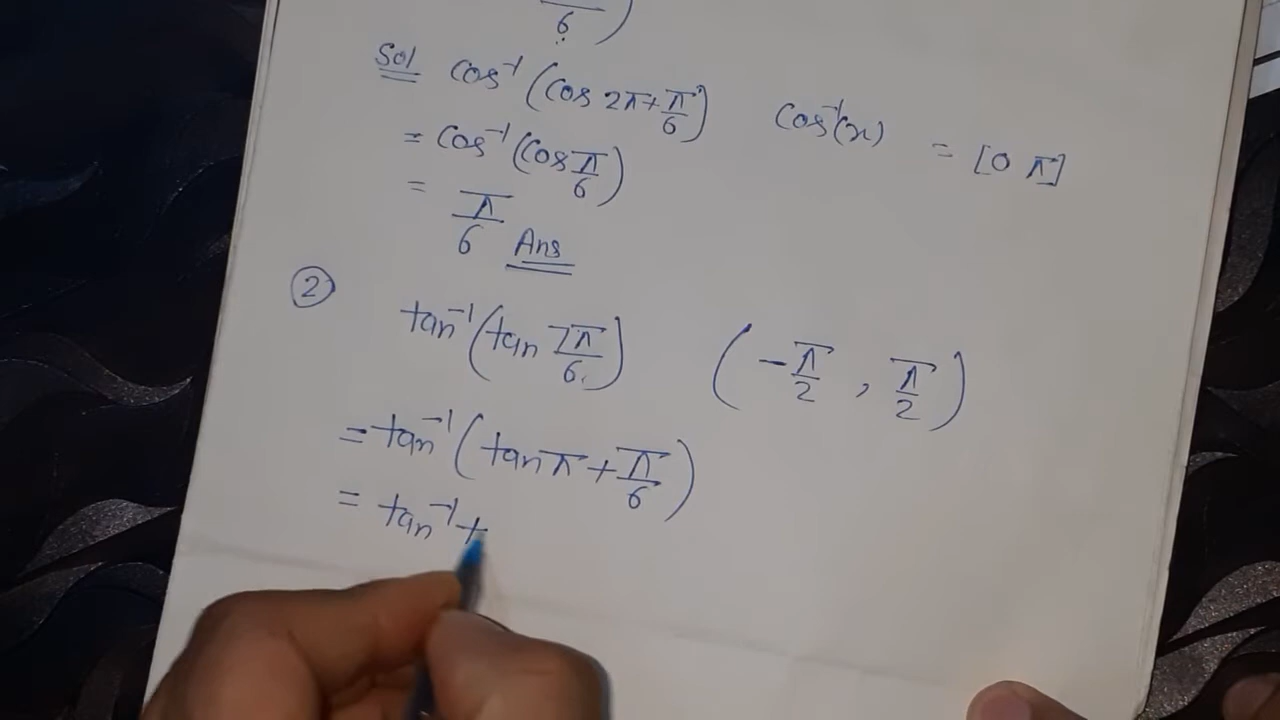 6
Sol cos⁻¹(cos 2π+π/6) cos⁻¹(x) = [0 π]
= cos⁻¹(cos π/6)
= π/6 Ans
② tan⁻¹(tan 7π/6) (-π/2, π/2)
= tan⁻¹(tan π + π/6)
= tan⁻¹ t